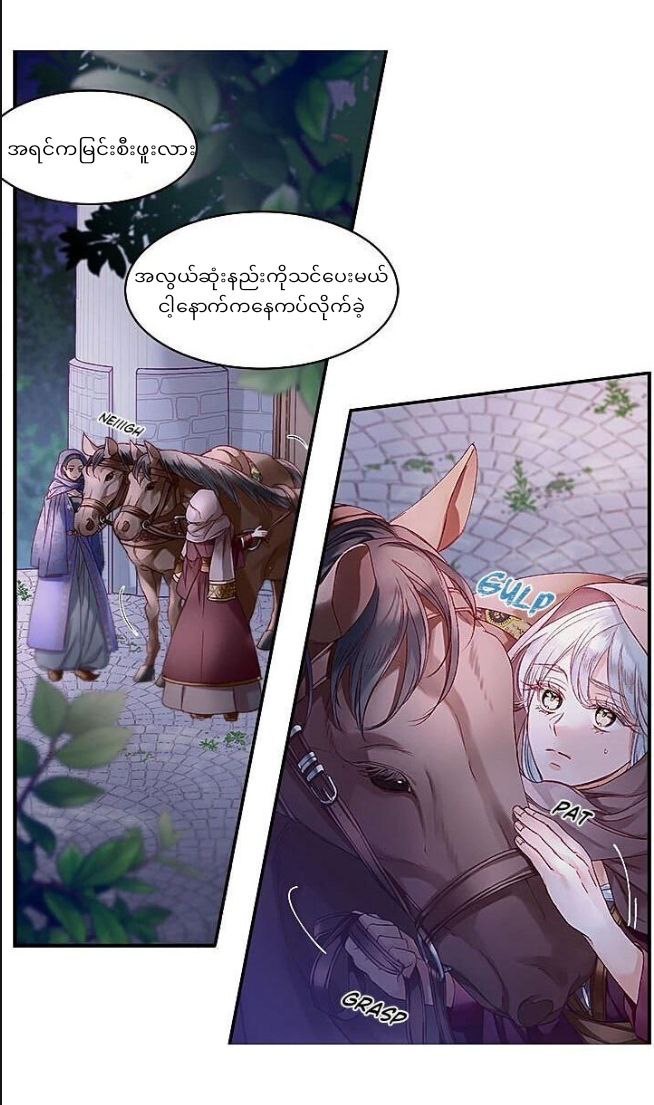 အရင်ကမြင်းစီးဖူးလား
အလွယ်ဆုံးနည်းကိုသင်ပေးမယ်
ငါ့နောက်ကနေကပ်လိုက်ခဲ့
NEIIIGH
GULP
PAT
GRASP